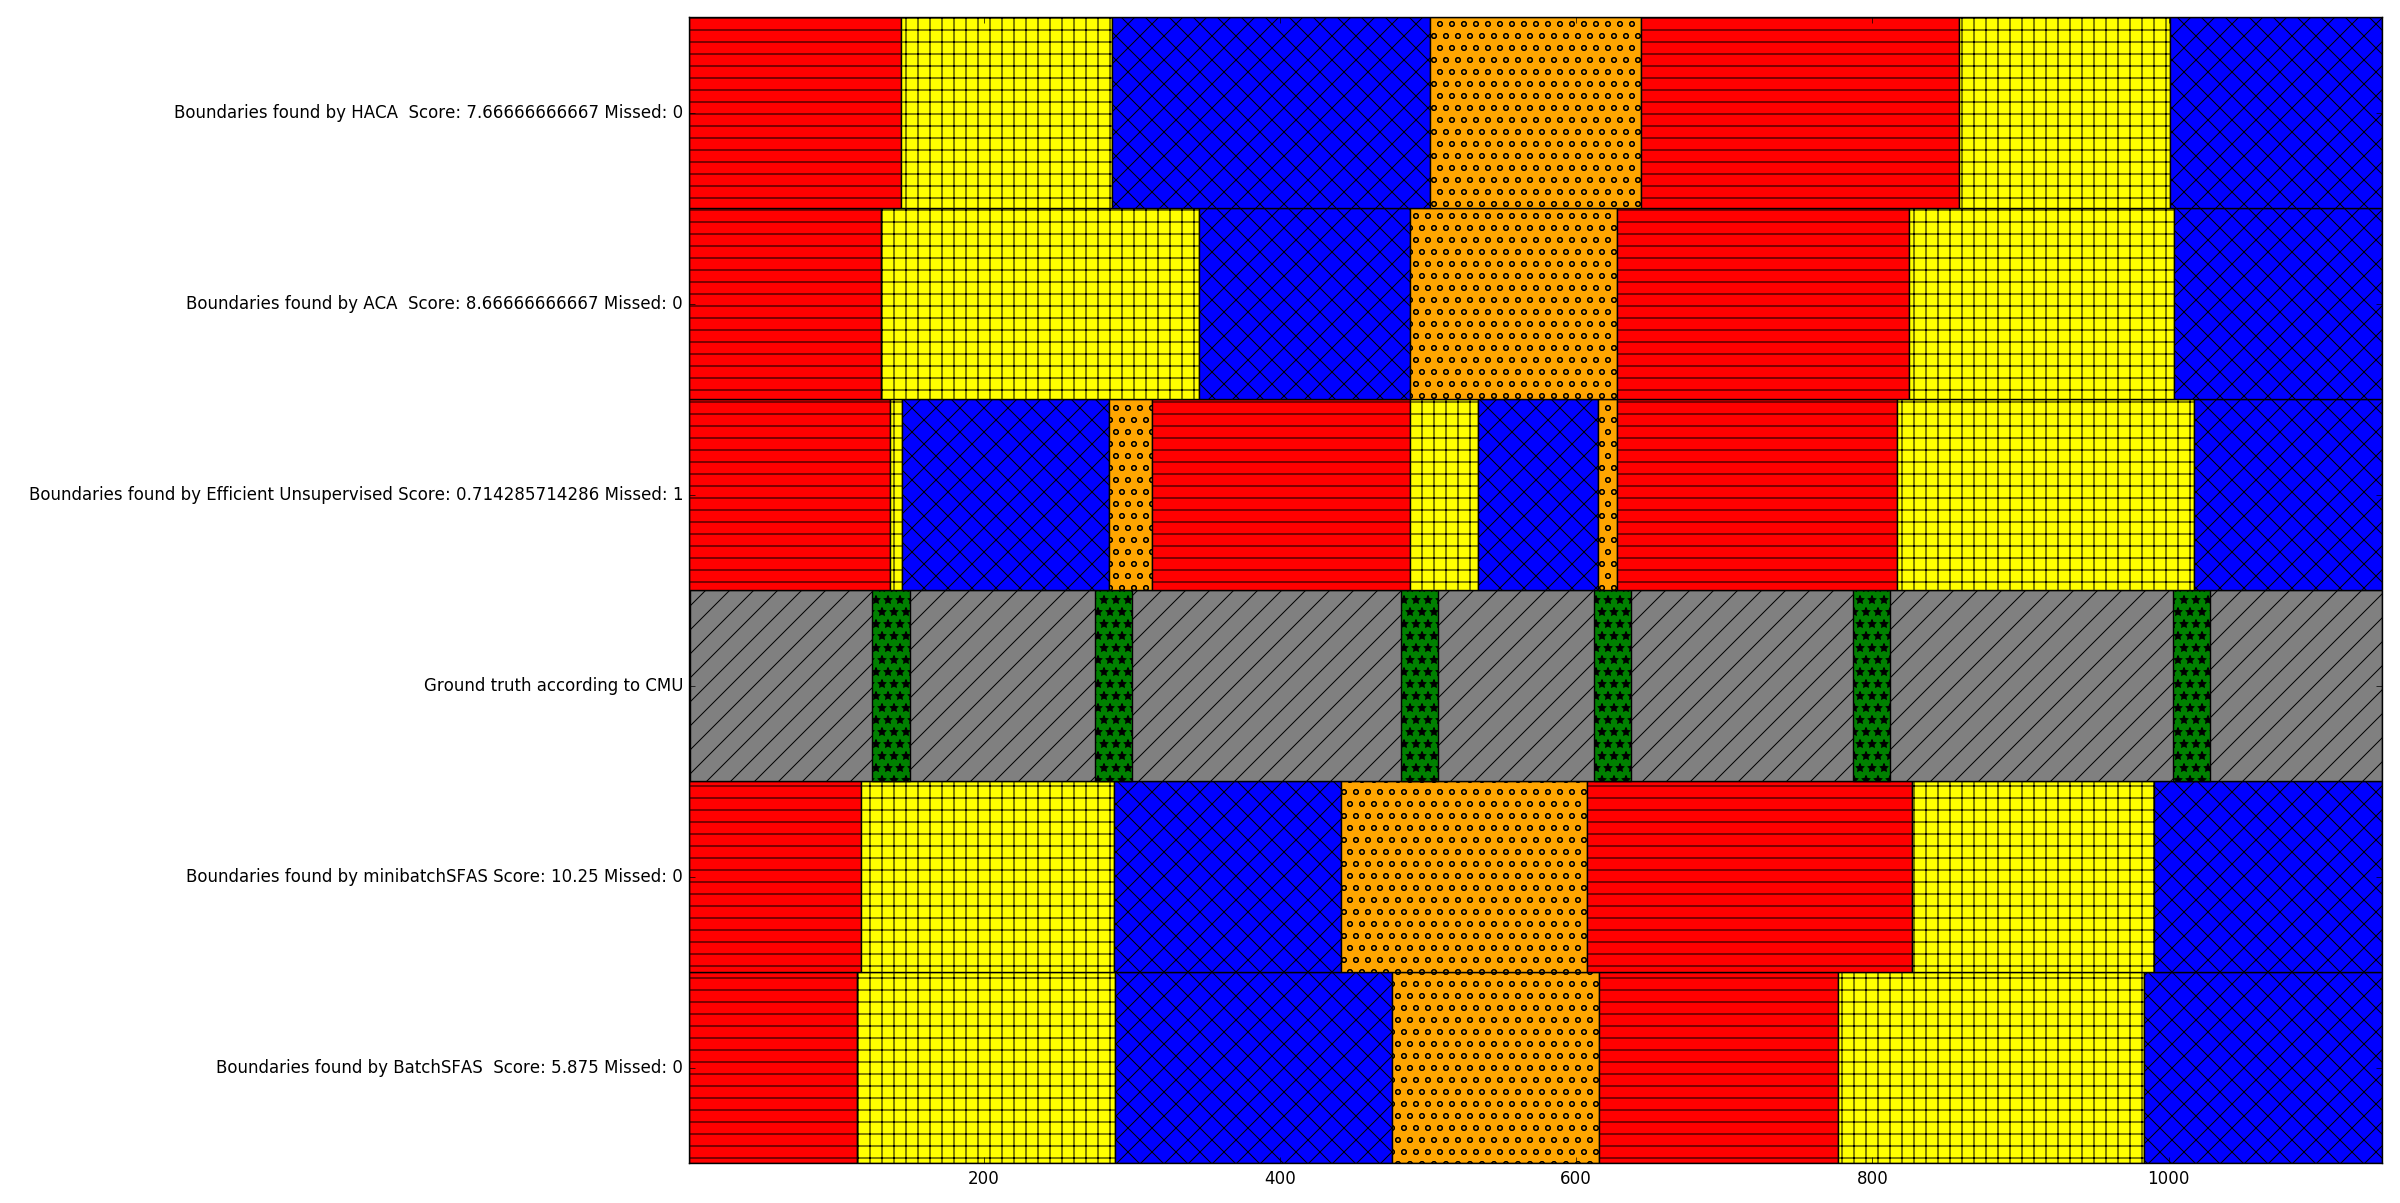 Boundaries found by HACA  Score: 7.66666666667 Missed: 0
Boundaries found by ACA  Score: 8.66666666667 Missed: 0
Boundaries found by Efficient Unsupervised Score: 0.714285714286 Missed: 1
Ground truth according to CMU
Boundaries found by minibatchSFAS Score: 10.25 Missed: 0
Boundaries found by BatchSFAS  Score: 5.875 Missed: 0
200 400 600 800 1000